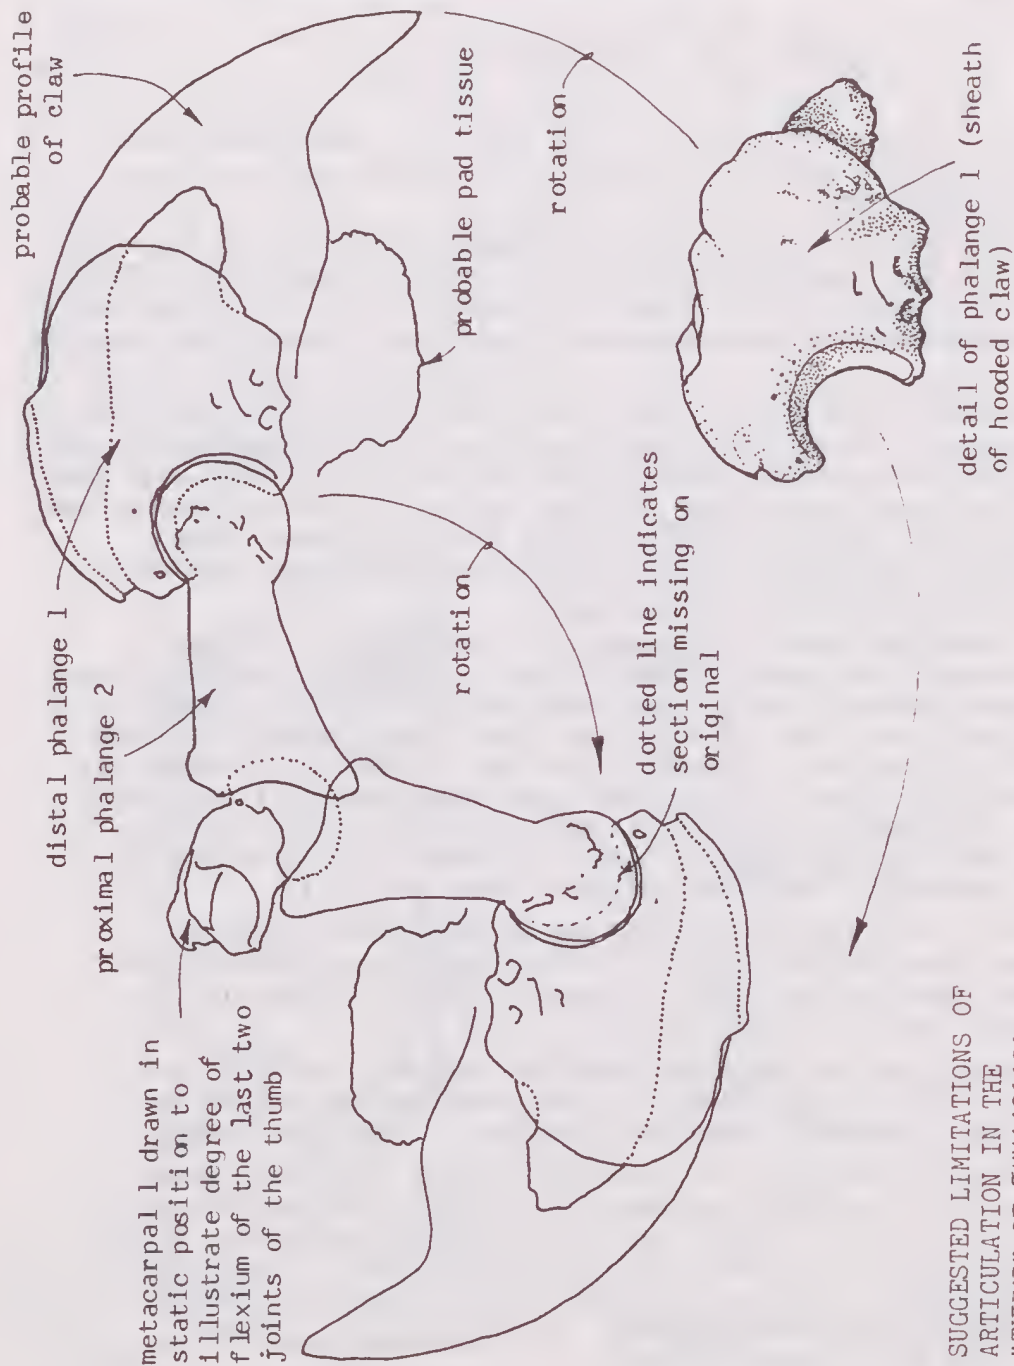 probable profile
of claw
distal phalange 1
proximal phalange 2
probable pad tissue
rotation
rotation
metacarpal 1 drawn in
static position to
illustrate degree of
flexium of the last two
joints of the thumb
dotted line indicates
section missing on
original
detail of phalange 1 (sheath
of hooded claw)
SUGGESTED LIMITATIONS OF
ARTICULATION IN THE